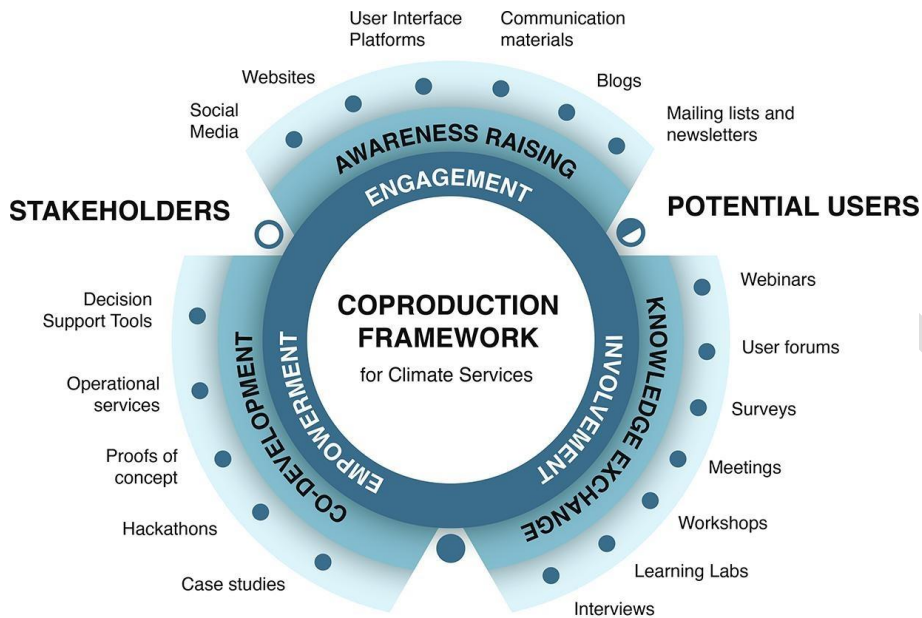 User Interface
Platforms
Communication
materials
Websites
Blogs
Social
Media
Mailing lists and
newsletters
AWARENESS RAISING
ENGAGEMENT
STAKEHOLDERS
POTENTIAL USERS
COPRODUCTION
FRAMEWORK
for Climate Services
INVOLVEMENT
KNOWLEDGE EXCHANGE
Webinars
User forums
Surveys
Meetings
Workshops
Learning Labs
Interviews
EMPOWERMENT
CO-DEVELOPMENT
Decision
Support Tools
Operational
services
Proofs of
concept
Hackathons
Case studies